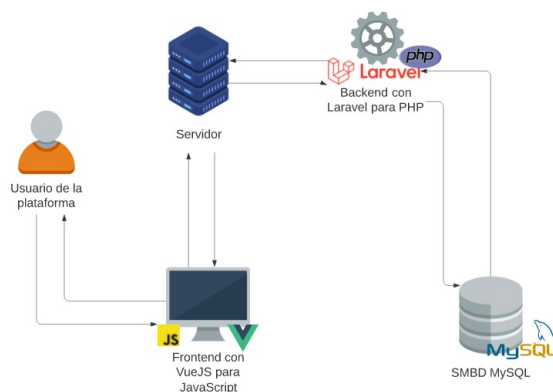 php
Laravel
Backend con
Laravel para PHP
Servidor
Usuario de la
plataforma
JS
Frontend con
VueJS para
JavaScript
MySQL
SMBD MySQL